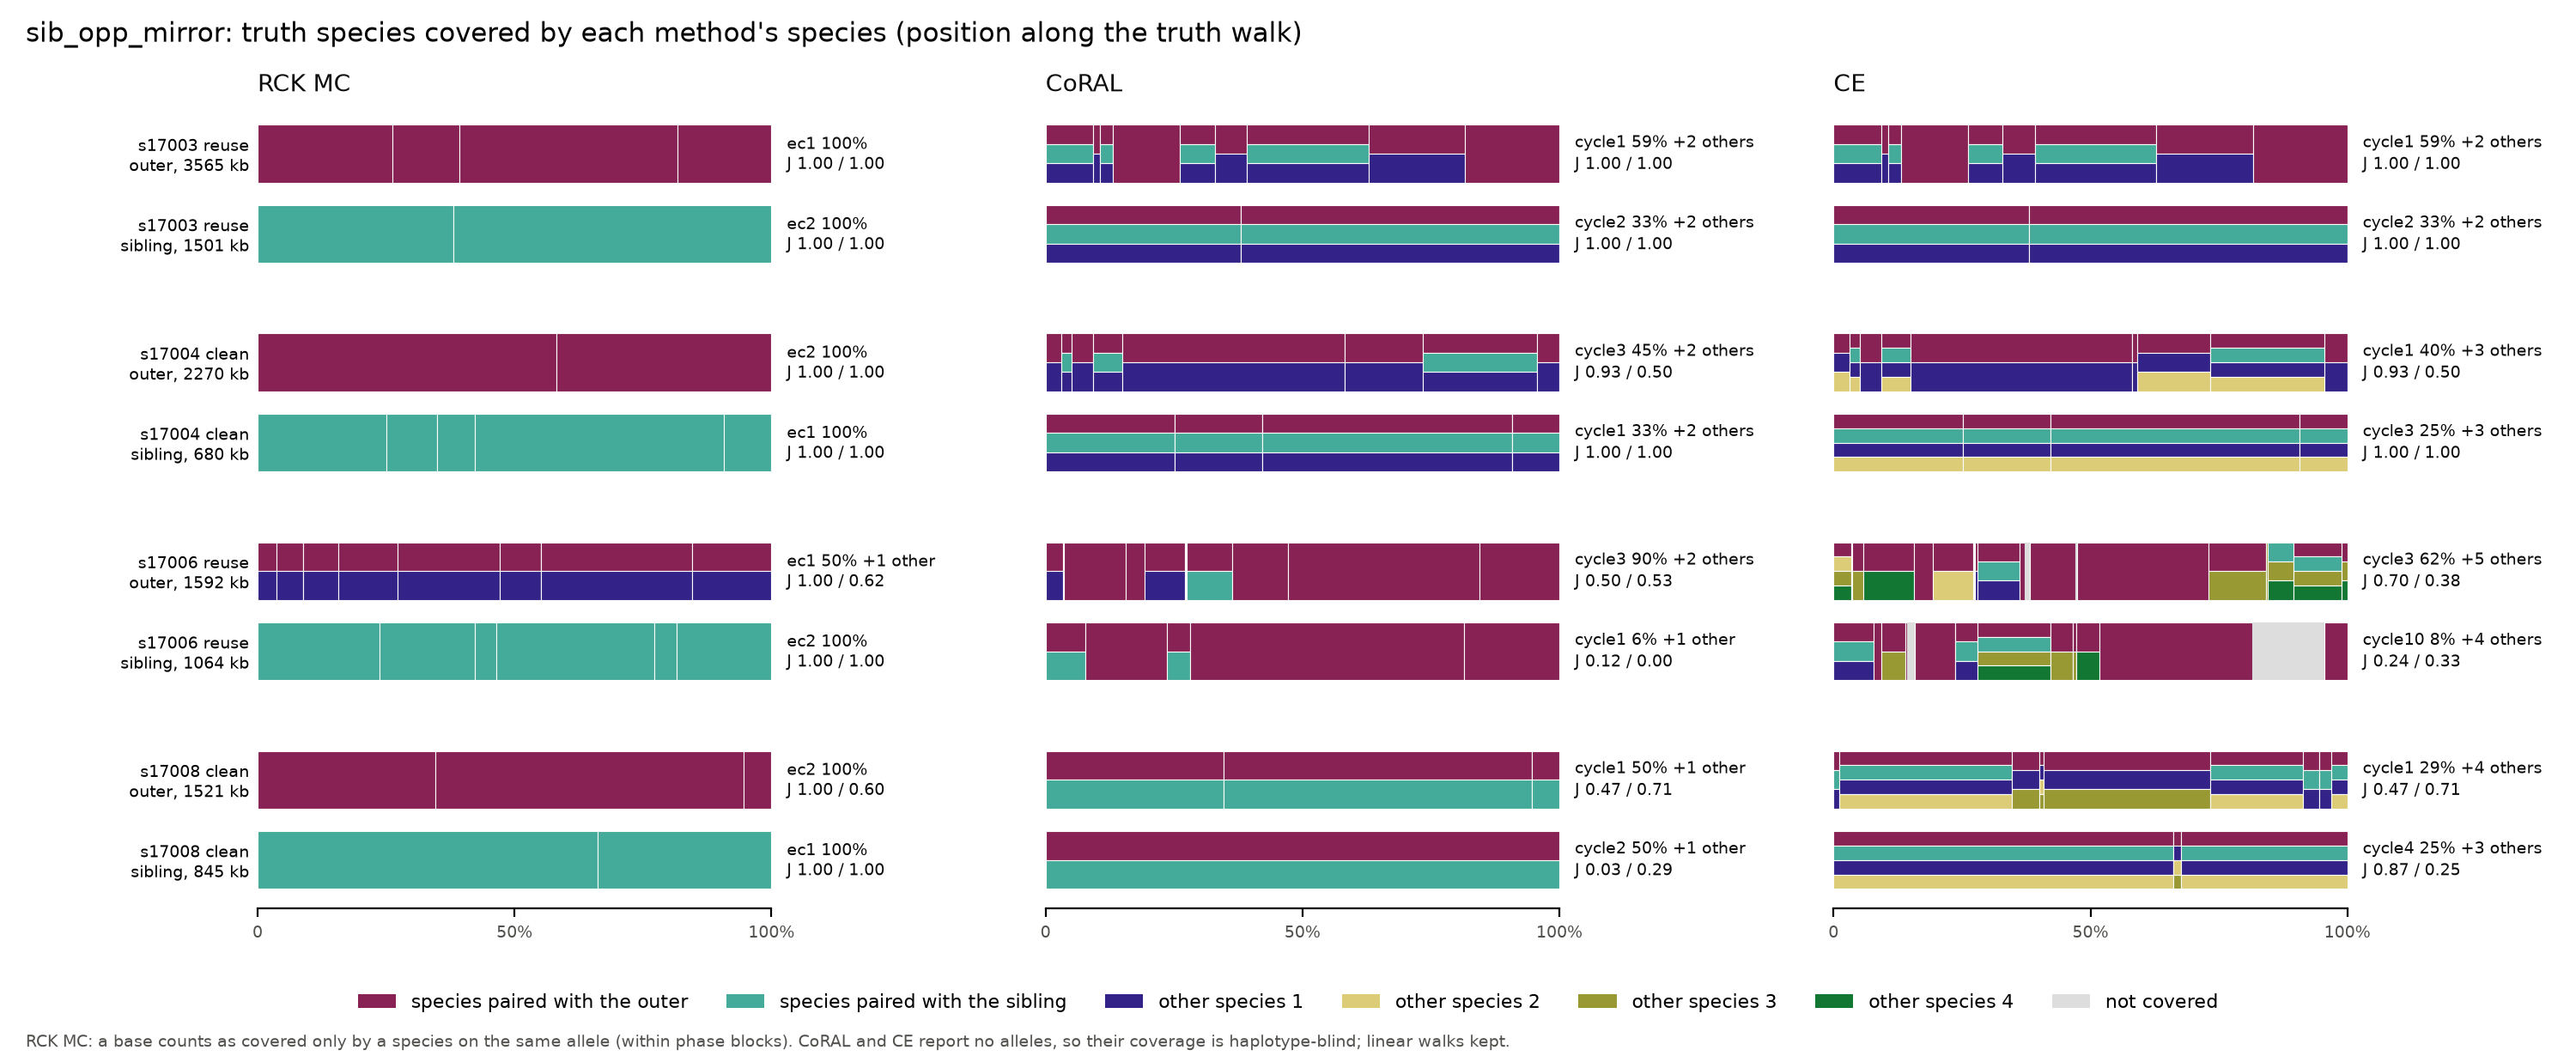 sib_opp_mirror: truth species covered by each method's species (position along the truth walk)
RCK MC
CoRAL
CE
s17003 reuse
outer, 3565 kb
ec1 100%
J 1.00 / 1.00
cycle1 59% +2 others
J 1.00 / 1.00
cycle1 59% +2 others
J 1.00 / 1.00
s17003 reuse
sibling, 1501 kb
ec2 100%
J 1.00 / 1.00
cycle2 33% +2 others
J 1.00 / 1.00
cycle2 33% +2 others
J 1.00 / 1.00
s17004 clean
outer, 2270 kb
ec2 100%
J 1.00 / 1.00
cycle3 45% +2 others
J 0.93 / 0.50
cycle1 40% +3 others
J 0.93 / 0.50
s17004 clean
sibling, 680 kb
ec1 100%
J 1.00 / 1.00
cycle1 33% +2 others
J 1.00 / 1.00
cycle3 25% +3 others
J 1.00 / 1.00
s17006 reuse
outer, 1592 kb
ec1 50% +1 other
J 1.00 / 0.62
cycle3 90% +2 others
J 0.50 / 0.53
cycle3 62% +5 others
J 0.70 / 0.38
s17006 reuse
sibling, 1064 kb
ec2 100%
J 1.00 / 1.00
cycle1 6% +1 other
J 0.12 / 0.00
cycle10 8% +4 others
J 0.24 / 0.33
s17008 clean
outer, 1521 kb
ec2 100%
J 1.00 / 0.60
cycle1 50% +1 other
J 0.47 / 0.71
cycle1 29% +4 others
J 0.47 / 0.71
s17008 clean
sibling, 845 kb
ec1 100%
J 1.00 / 1.00
cycle2 50% +1 other
J 0.03 / 0.29
cycle4 25% +3 others
J 0.87 / 0.25
0 50% 100%
0 50% 100%
0 50% 100%
species paired with the outer
species paired with the sibling
other species 1
other species 2
other species 3
other species 4
not covered
RCK MC: a base counts as covered only by a species on the same allele (within phase blocks). CoRAL and CE report no alleles, so their coverage is haplotype-blind; linear walks kept.